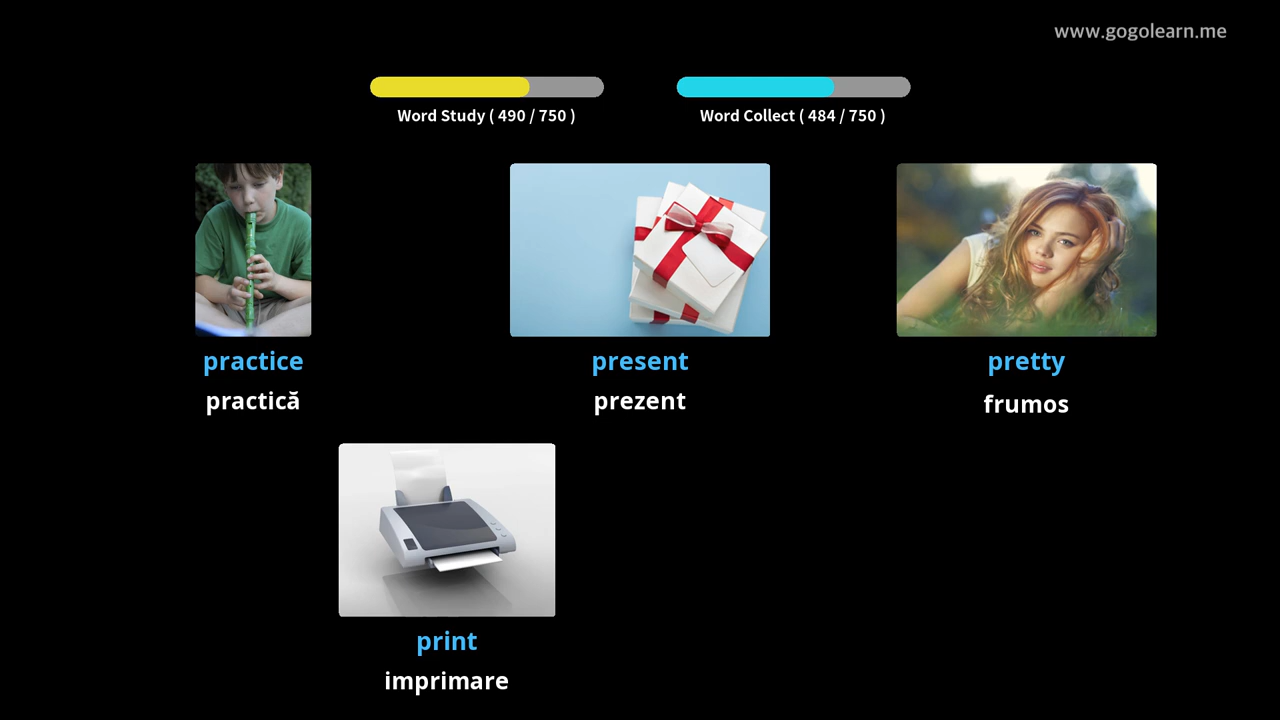 www.gogolearn.me
Word Study ( 490 / 750 )
Word Collect ( 484 / 750 )
practice
practică
present
prezent
pretty
frumos
print
imprimare